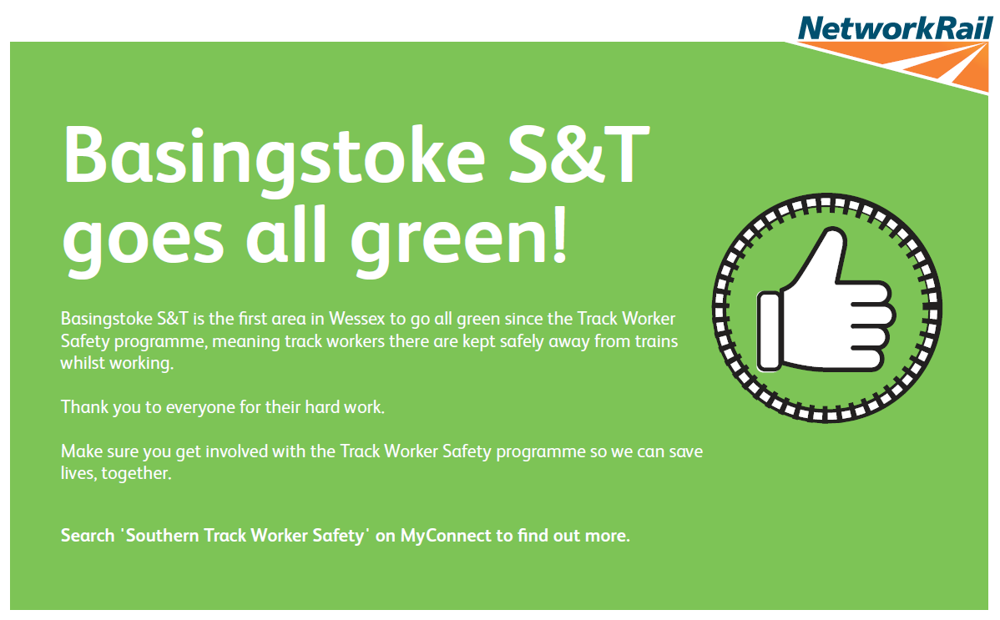 NetworkRail
Basingstoke S&T
goes all green!
Basingstoke S&T is the first area in Wessex to go all green since the Track Worker
Safety programme, meaning track workers there are kept safely away from trains
whilst working.
Thank you to everyone for their hard work.
Make sure you get involved with the Track Worker Safety programme so we can save
lives, together.
Search 'Southern Track Worker Safety' on MyConnect to find out more.